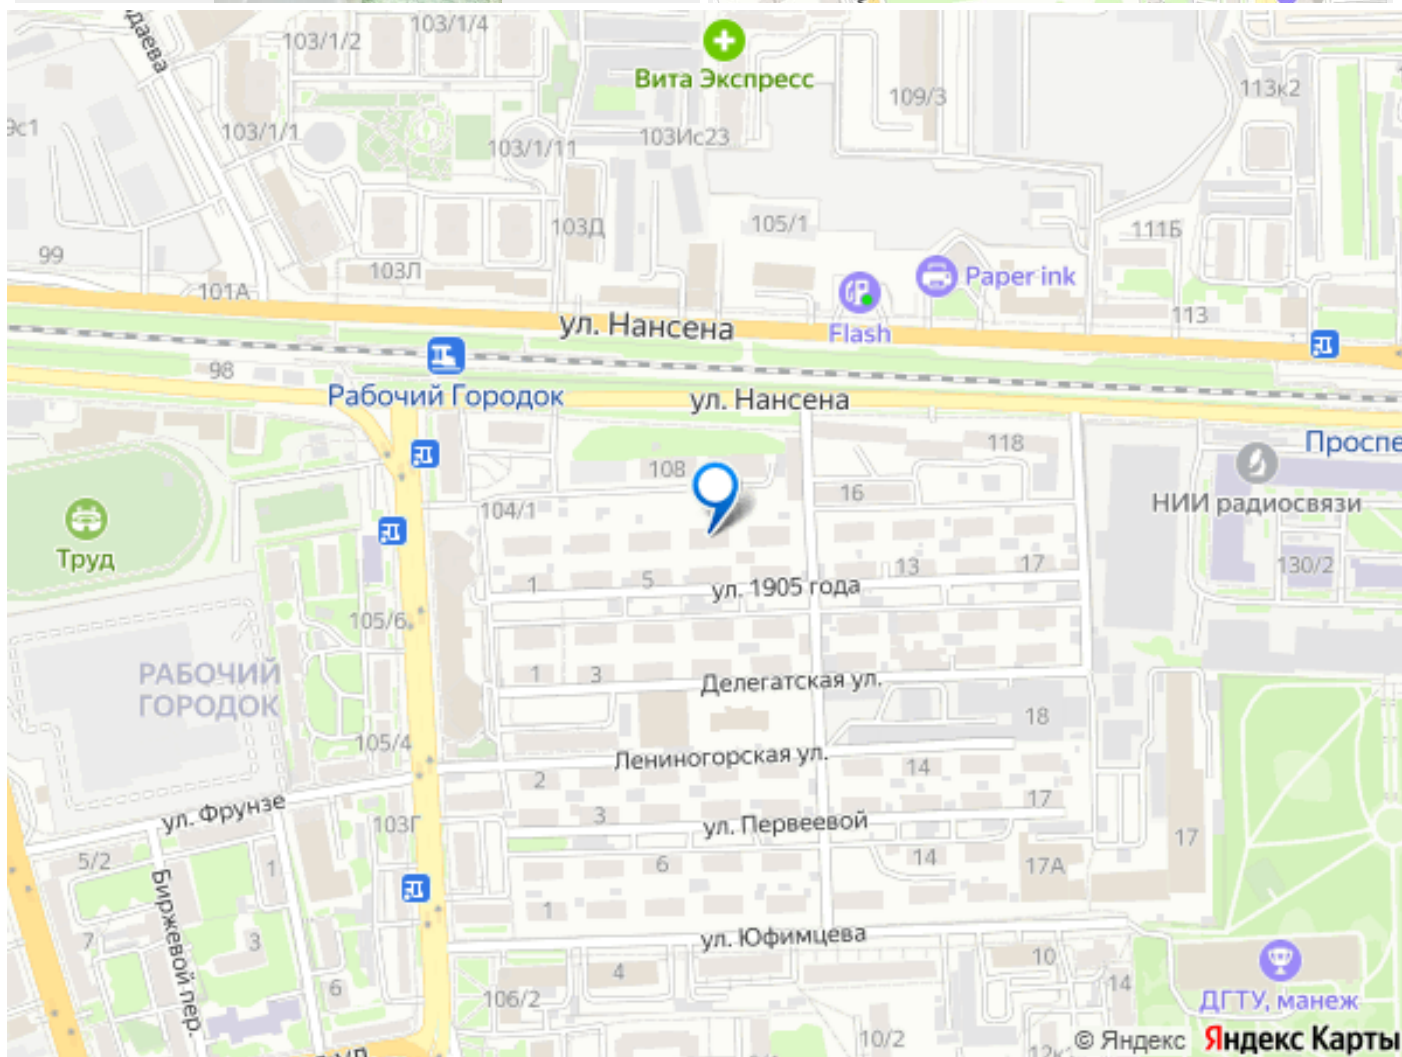 103/1/4
103/1/2
Вита Экспресс
109/3
113к2
9с1
103/1/1
103/1/11
103Ис23
103Д
105/1
111Б
99
103Л
101А
Paper ink
113
ул. Нансена
Flash
98
Рабочий Городок
ул. Нансена
118
Проспе
108
16
НИИ радиосвязи
104/1
Труд
1
5
ул. 1905 года
13
17
130/2
105/6
РАБОЧИЙ
ГОРОДОК
1
3
Делегатская ул.
18
105/4
Лениногорская ул.
2
14
17
ул. Фрунзе
103Г
3
ул. Первеевой
17
5/2
1
6
14
17А
Биржевой пер.
1
7
3
ул. Юфимцева
10
4
14
6
106/2
ДГТУ, манеж
10/2
© Яндекс Яндекс Карты